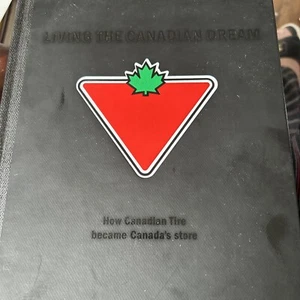 LIVING THE CANADIAN DREAM
How Canadian Tire
became Canada's store